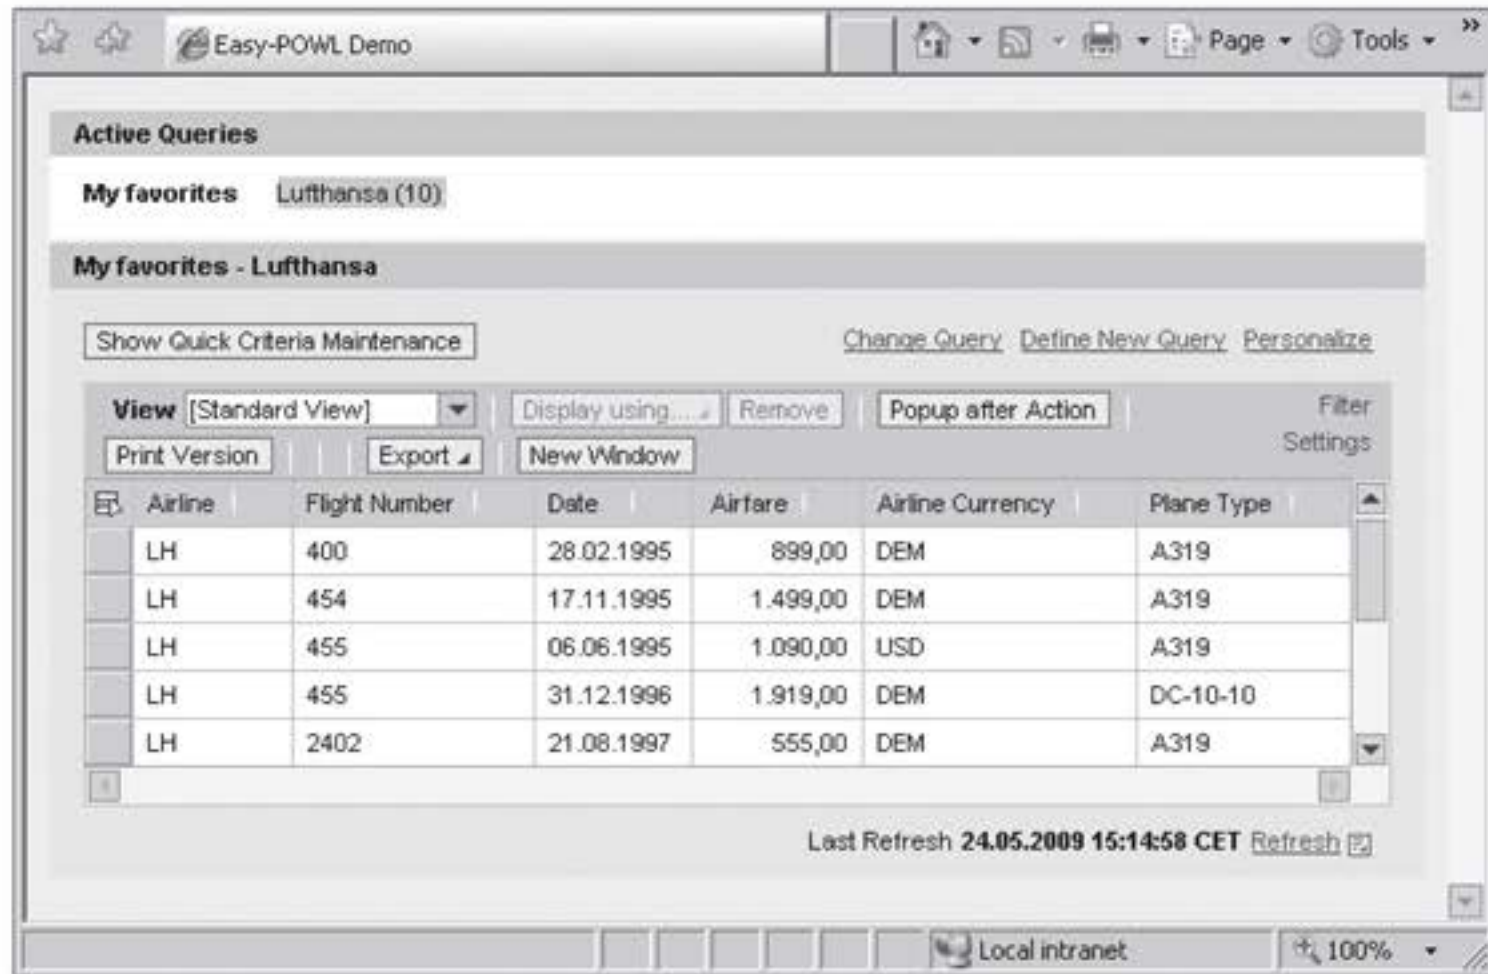 Easy-POWL Demo Page Tools »
Active Queries
My favorites Lufthansa (10)
My favorites - Lufthansa
Show Quick Criteria Maintenance Change Query Define New Query Personalize
View [Standard View] Display using... Remove Popup after Action Filter
Print Version Export New Window Settings
Airline Flight Number Date Airfare Airline Currency Plane Type
LH 400 28.02.1995 899,00 DEM A319
LH 454 17.11.1995 1.499,00 DEM A319
LH 455 06.06.1995 1.090,00 USD A319
LH 455 31.12.1996 1.919,00 DEM DC-10-10
LH 2402 21.08.1997 555,00 DEM A319
Last Refresh 24.05.2009 15:14:58 CET Refresh
Local intranet 100%